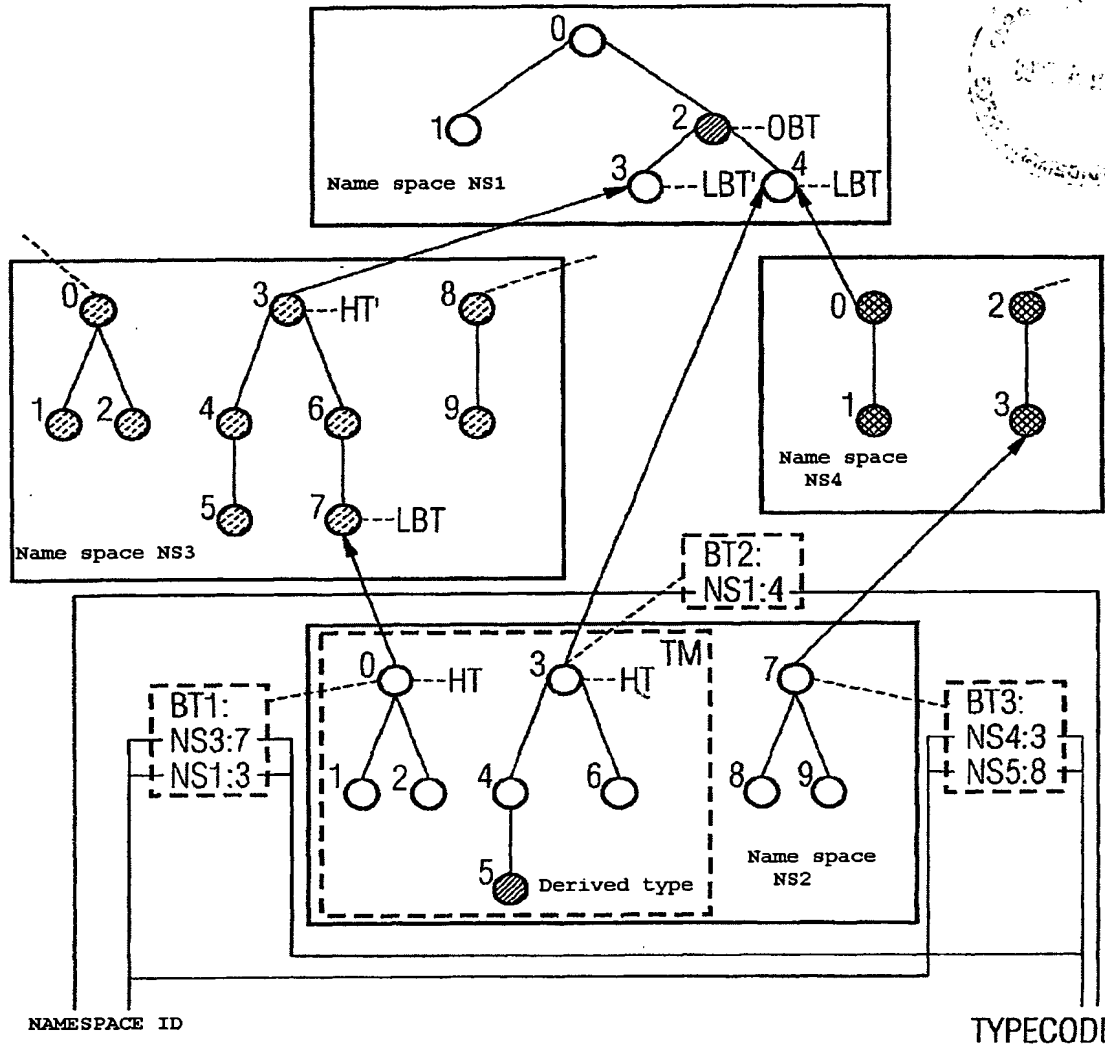 0
1
2 OBT
3 LBT' 4 LBT
Name space NS1
0 3 HT' 8
1 2 4 6 9
5 7 LBT
Name space NS3
0 2
1 3
Name space
NS4
BT2:
NS1:4
TM
0 HT 3 HT 7
BT1:
NS3:7
NS1:3
BT3:
NS4:3
NS5:8
1 2 4 6 8 9
5 Derived type
Name space
NS2
NAMESPACE ID
TYPECODE